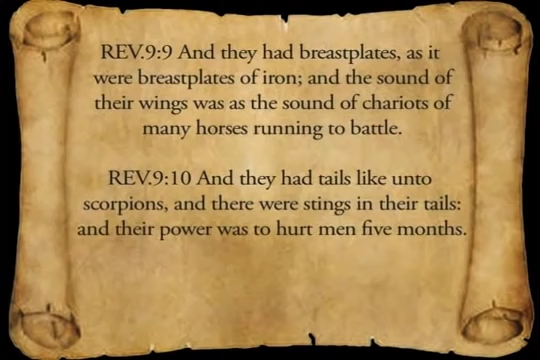 REV.9:9 And they had breastplates, as it
were breastplates of iron; and the sound of
their wings was as the sound of chariots of
many horses running to battle.
REV.9:10 And they had tails like unto
scorpions, and there were stings in their tails:
and their power was to hurt men five months.